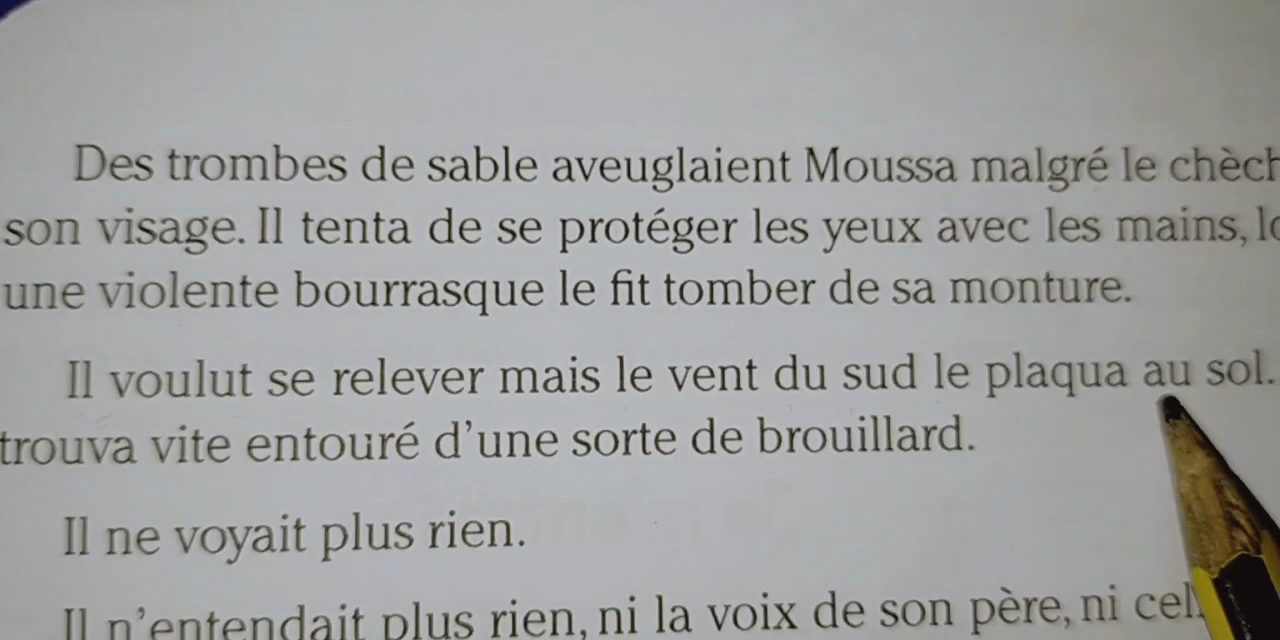 Des trombes de sable aveuglaient Moussa malgré le
son visage. Il tenta de se protéger les yeux avec les mains,
une violente bourrasque le fit tomber de sa monture.
Il voulut se relever mais le vent du sud le plaqua au sol.
trouva vite entouré d'une sorte de brouillard.
Il ne voyait plus rien.
Il n'entendait plus rien, ni la voix de son père, ni